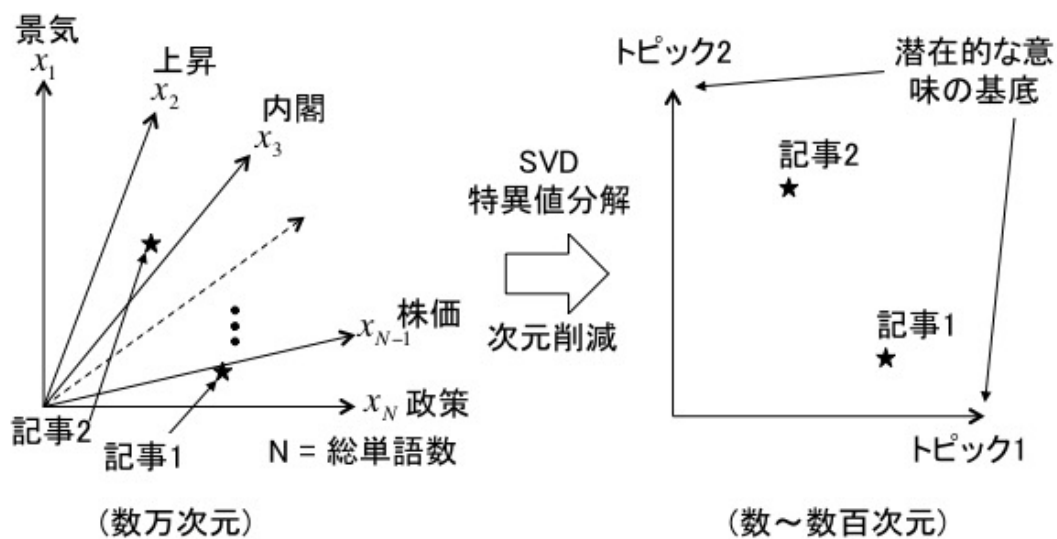 景気
x₁
上昇
x₂
内閣
x₃
株価
x_{N-1}
x_N 政策
記事2
記事1
N = 総単語数
(数万次元)
SVD
特異値分解
次元削減
トピック2
潜在的な意
味の基底
記事2
記事1
トピック1
(数～数百次元)